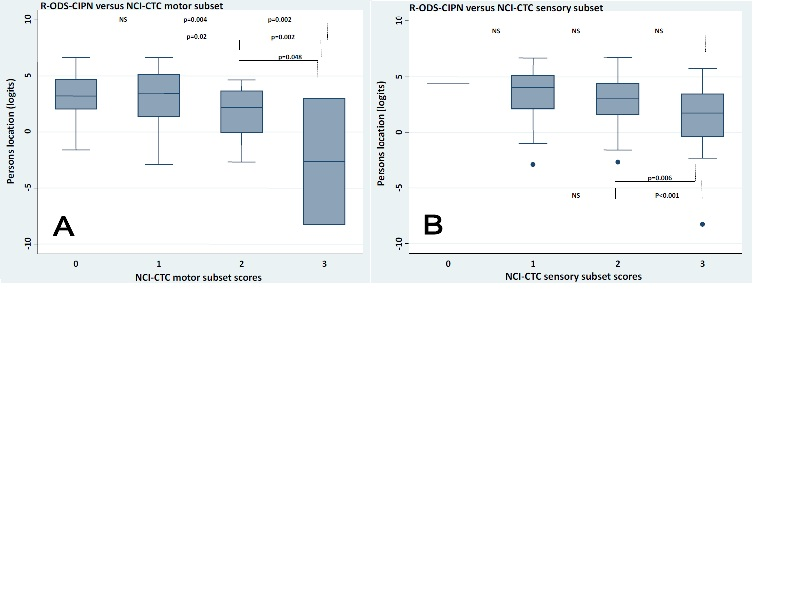 R-ODS-CIPN versus NCI-CTC motor subset
NS p=0.004 p=0.002
p=0.02 p=0.002
p=0.048
Persons location (logits)
10
5
0
-5
-10
A
0 1 2 3
NCI-CTC motor subset scores
R-ODS-CIPN versus NCI-CTC sensory subset
NS NS NS
Persons location (logits)
10
5
0
-5
-10
p=0.006
NS P<0.001
B
0 1 2 3
NCI-CTC sensory subset scores